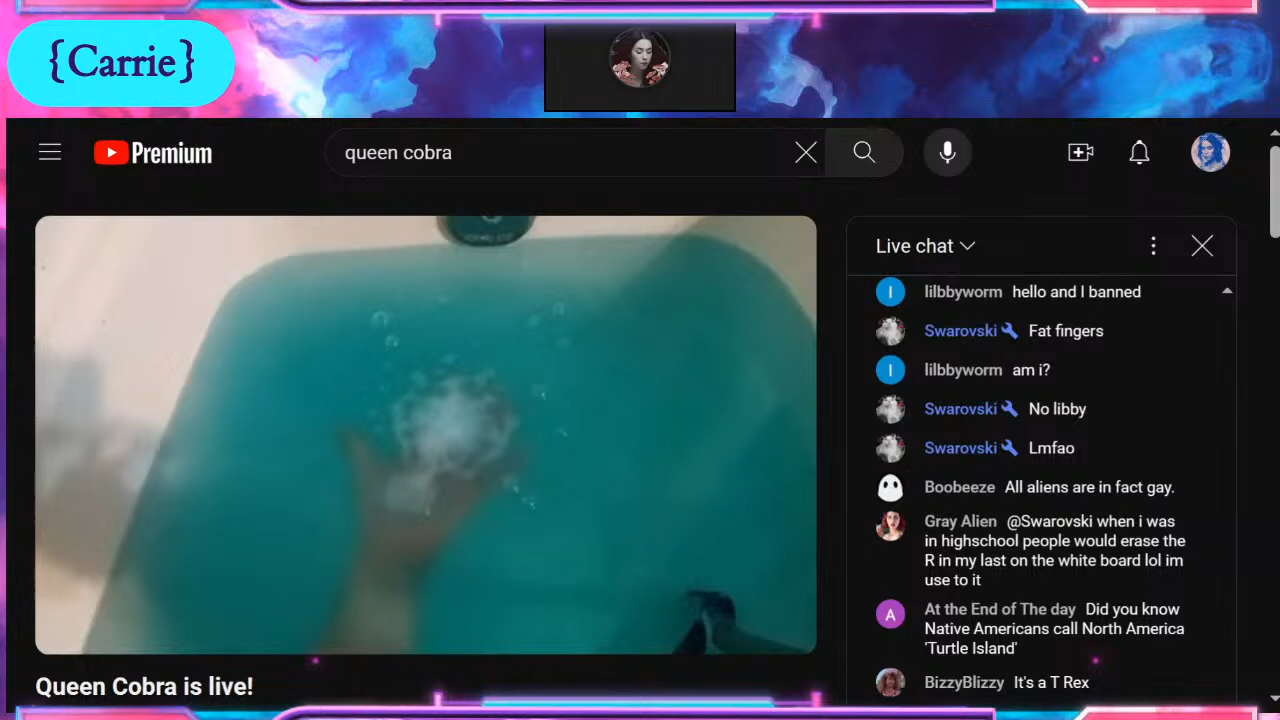 {Carrie}
Premium
queen cobra
Live chat
I lilbbyworm hello and I banned
Swarovski Fat fingers
I lilbbyworm am i?
Swarovski No libby
Swarovski Lmfao
Boobeeze All aliens are in fact gay.
Gray Alien @Swarovski when i was
in highschool people would erase the
R in my last on the white board lol im
use to it
A At the End of The day Did you know
Native Americans call North America
'Turtle Island'
BizzyBlizzy It's a T Rex
Queen Cobra is live!